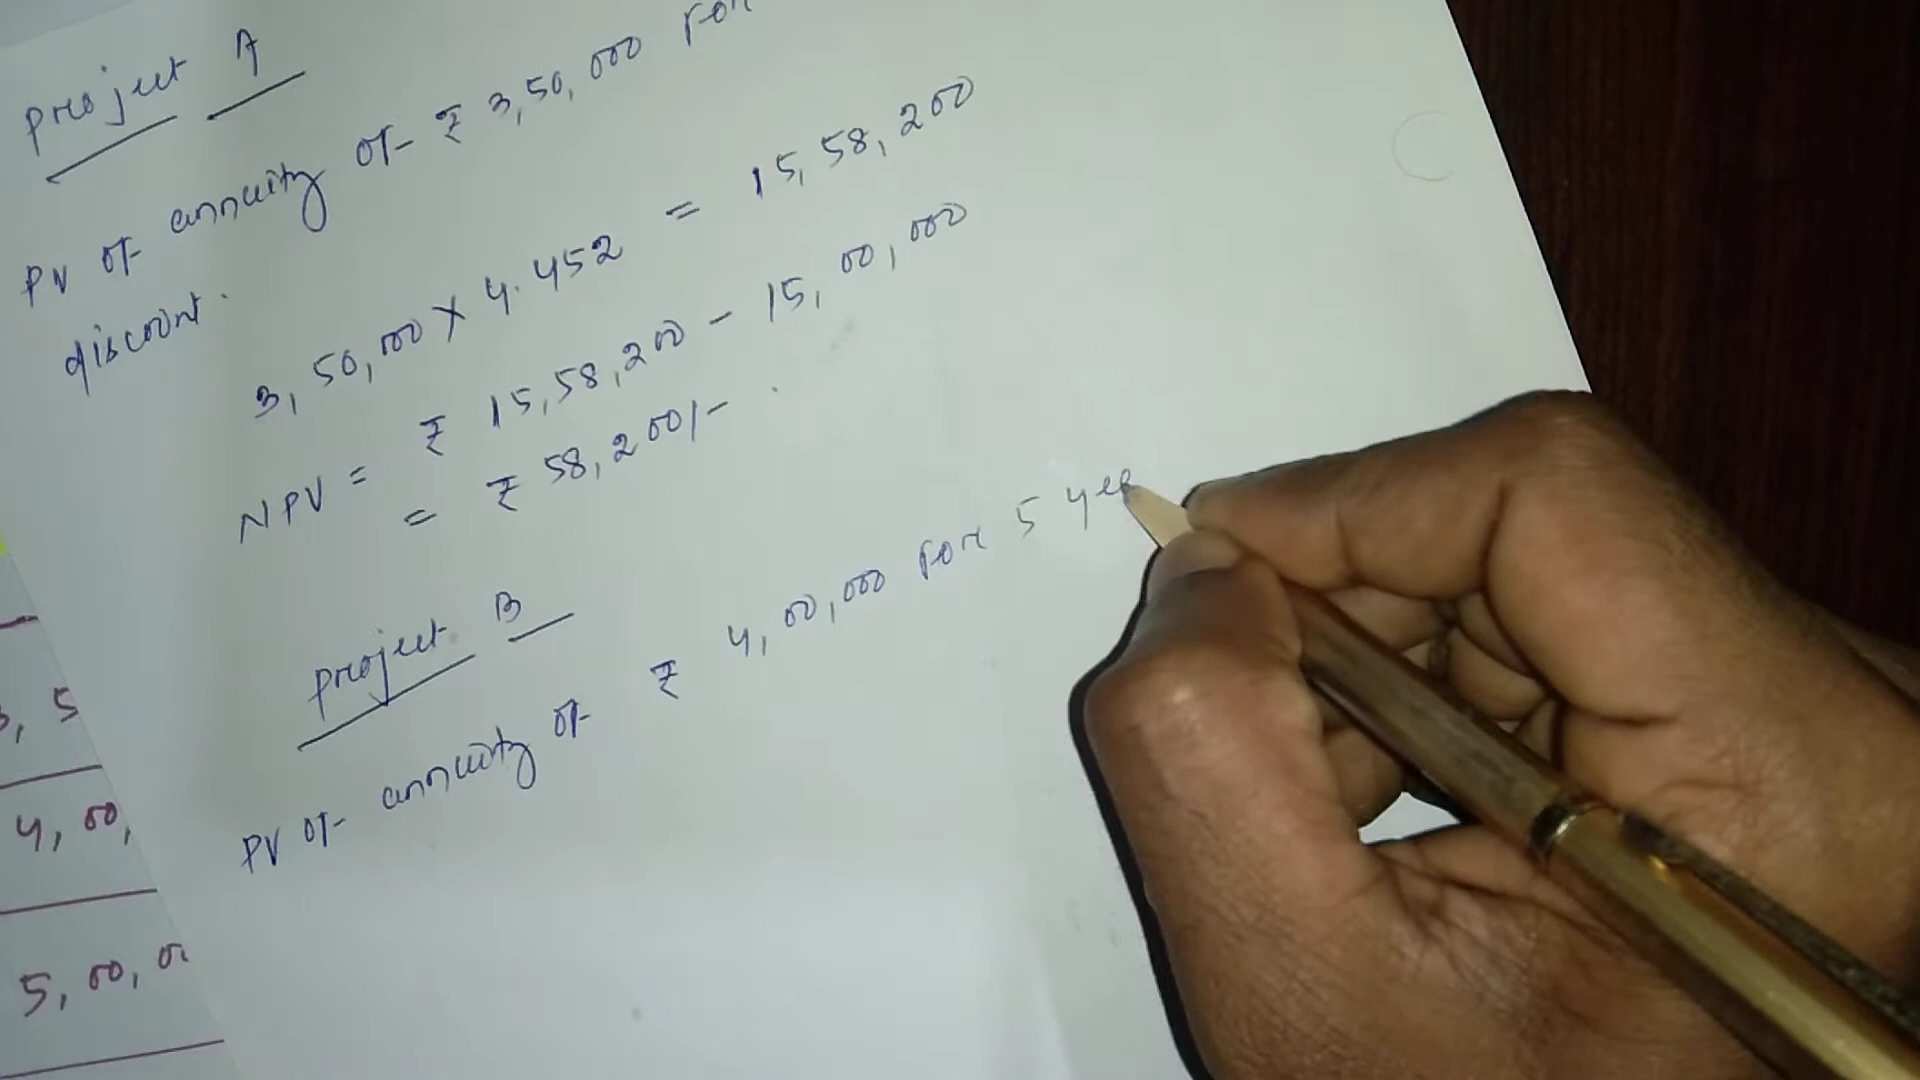 Project A
PV of annuity of ₹ 3,50,000 For
discount.
3,50,000 × 4.452 = 15,58,200
NPV = ₹ 15,58,200 - 15,00,000
= ₹ 58,200/-
Project B
PV of annuity of ₹ 4,00,000 For 5 yea
5
4,00,
5,00,0